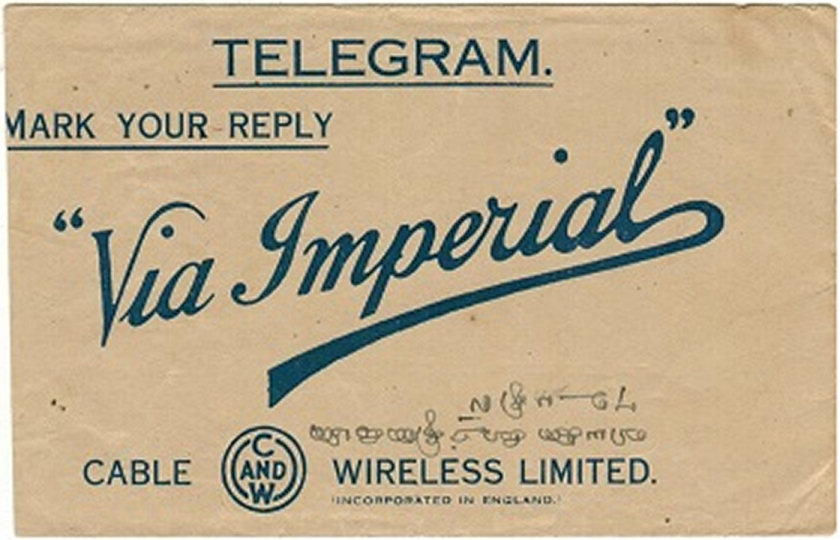 TELEGRAM.
MARK YOUR REPLY
“Via Imperial”
CABLE C AND W WIRELESS LIMITED.
(INCORPORATED IN ENGLAND.)